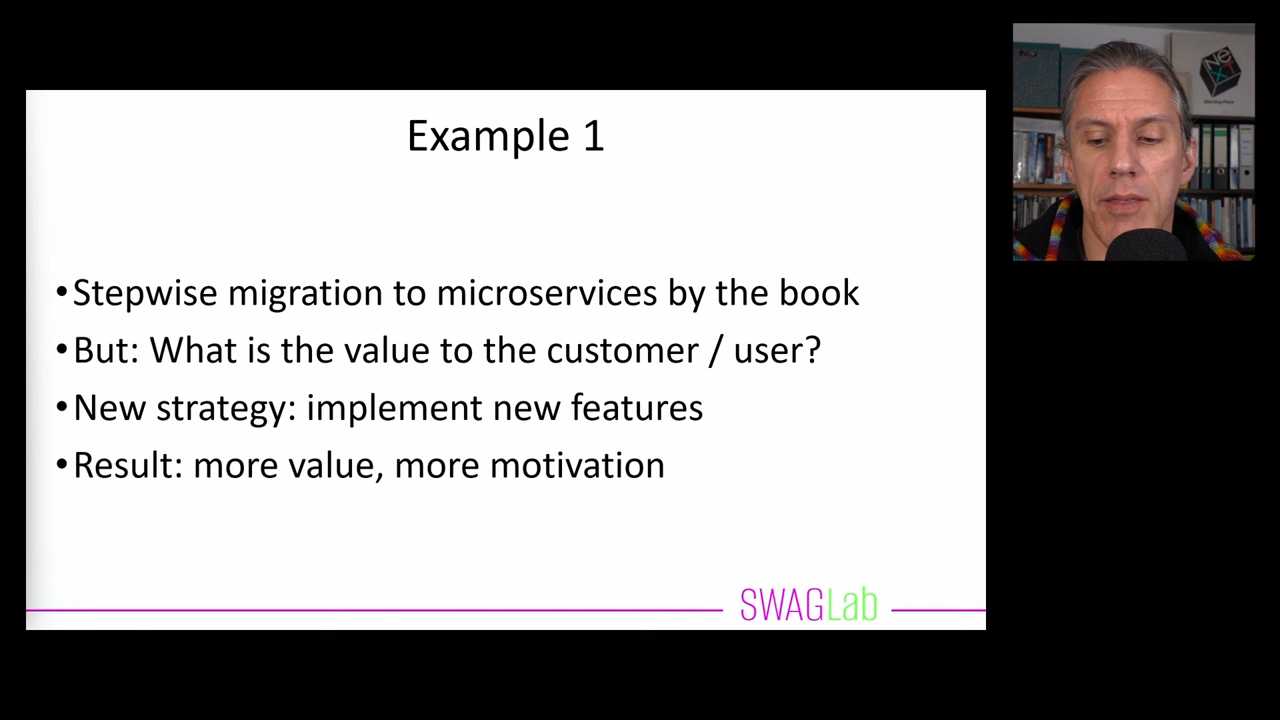 Example 1
•Stepwise migration to microservices by the book
•But: What is the value to the customer / user?
•New strategy: implement new features
•Result: more value, more motivation
SWAGLab
NeXT